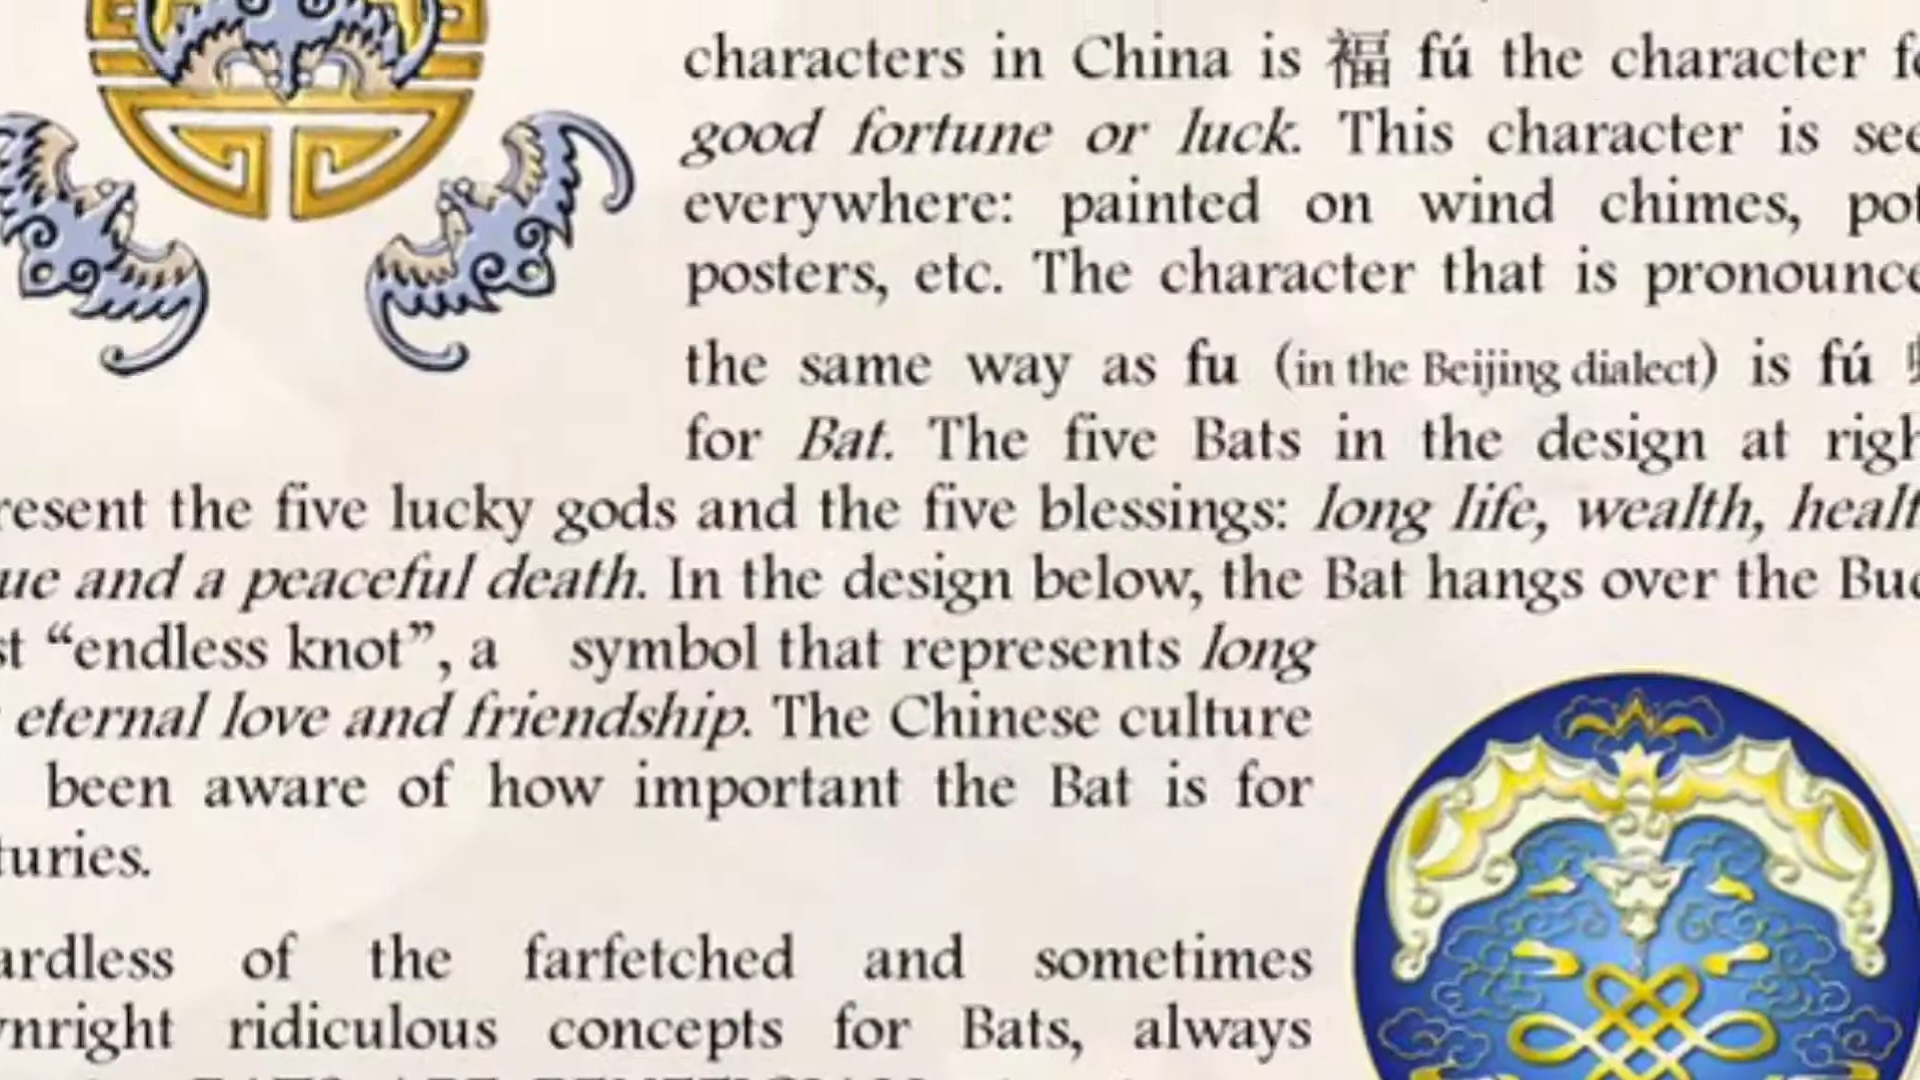 characters in China is 福 fú the character
good fortune or luck. This character is
everywhere: painted on wind chimes,
posters, etc. The character that is
the same way as fu (in the Beijing dialect) is fú
for Bat. The five Bats in the design at
the five lucky gods and the five blessings: long life, wealth,
and a peaceful death. In the design below, the Bat hangs over the
“endless knot”, a symbol that represents long
eternal love and friendship. The Chinese culture
been aware of how important the Bat is for
of the farfetched and sometimes
ridiculous concepts for Bats, always